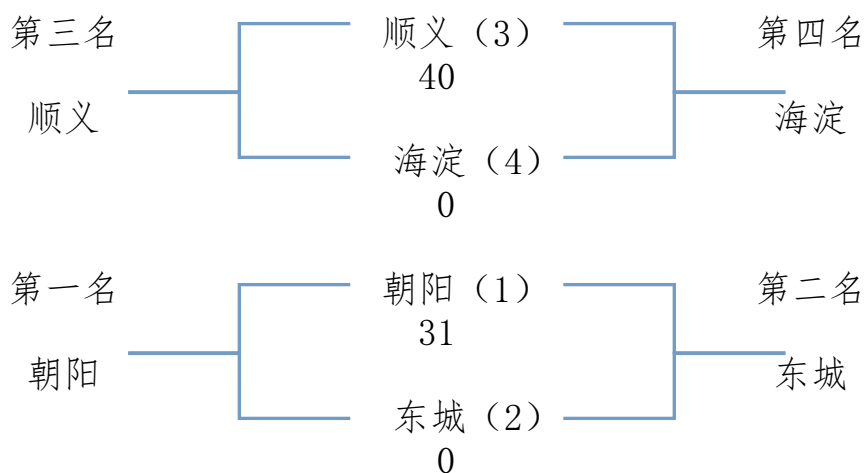 第三名
顺义（3）
第四名
40
顺义
海淀
海淀（4）
0
第一名
朝阳（1）
第二名
31
朝阳
东城
东城（2）
0